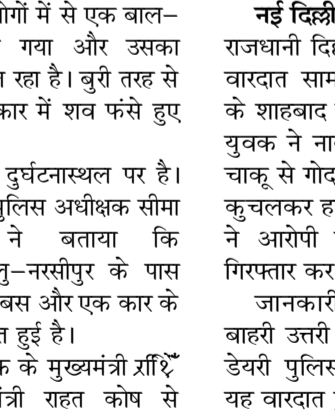 ोगों में से एक बाल–
गया और उसका
रहा है। बुरी तरह से
कार में शव फंसे हुए
दुर्घटनास्थल पर है।
पुलिस अधीक्षक सीमा
ने बताया कि
लु–नरसीपुर के पास
बस और एक कार के
हुई है।
के मुख्यमंत्री
मंत्री राहत कोष से
नई दिल्ली
राजधानी दि
वारदात साम
के शाहबाद
युवक ने ना
चाकू से गोद
कुचलकर ह
ने आरोपी
गिरफ्तार कर
जानकारी
बाहरी उत्तरी
डेयरी पुलिस
यह वारदात